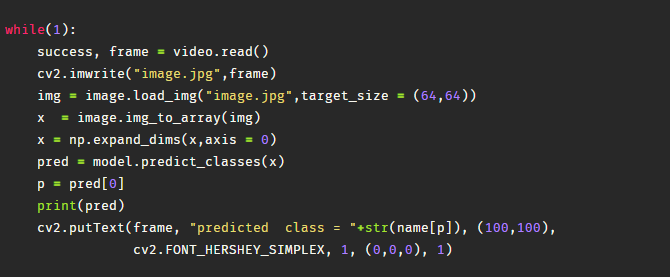 while(1):
    success, frame = video.read()
    cv2.imwrite("image.jpg",frame)
    img = image.load_img("image.jpg",target_size = (64,64))
    x  = image.img_to_array(img)
    x = np.expand_dims(x,axis = 0)
    pred = model.predict_classes(x)
    p = pred[0]
    print(pred)
    cv2.putText(frame, "predicted  class = "+str(name[p]), (100,100),
                cv2.FONT_HERSHEY_SIMPLEX, 1, (0,0,0), 1)